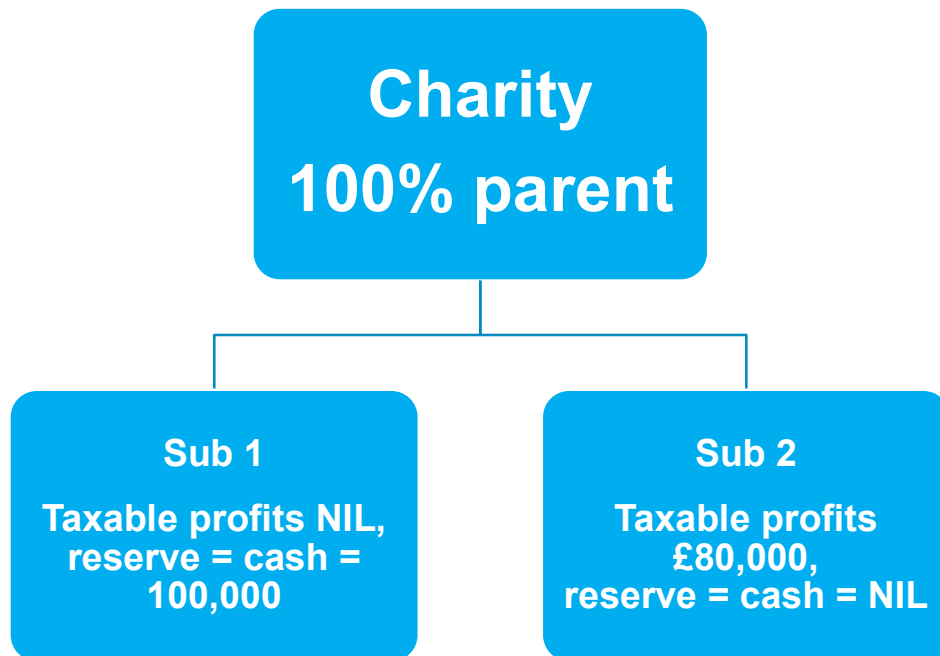 Charity
100% parent
Sub 1
Taxable profits NIL,
reserve = cash =
100,000
Sub 2
Taxable profits
£80,000,
reserve = cash = NIL